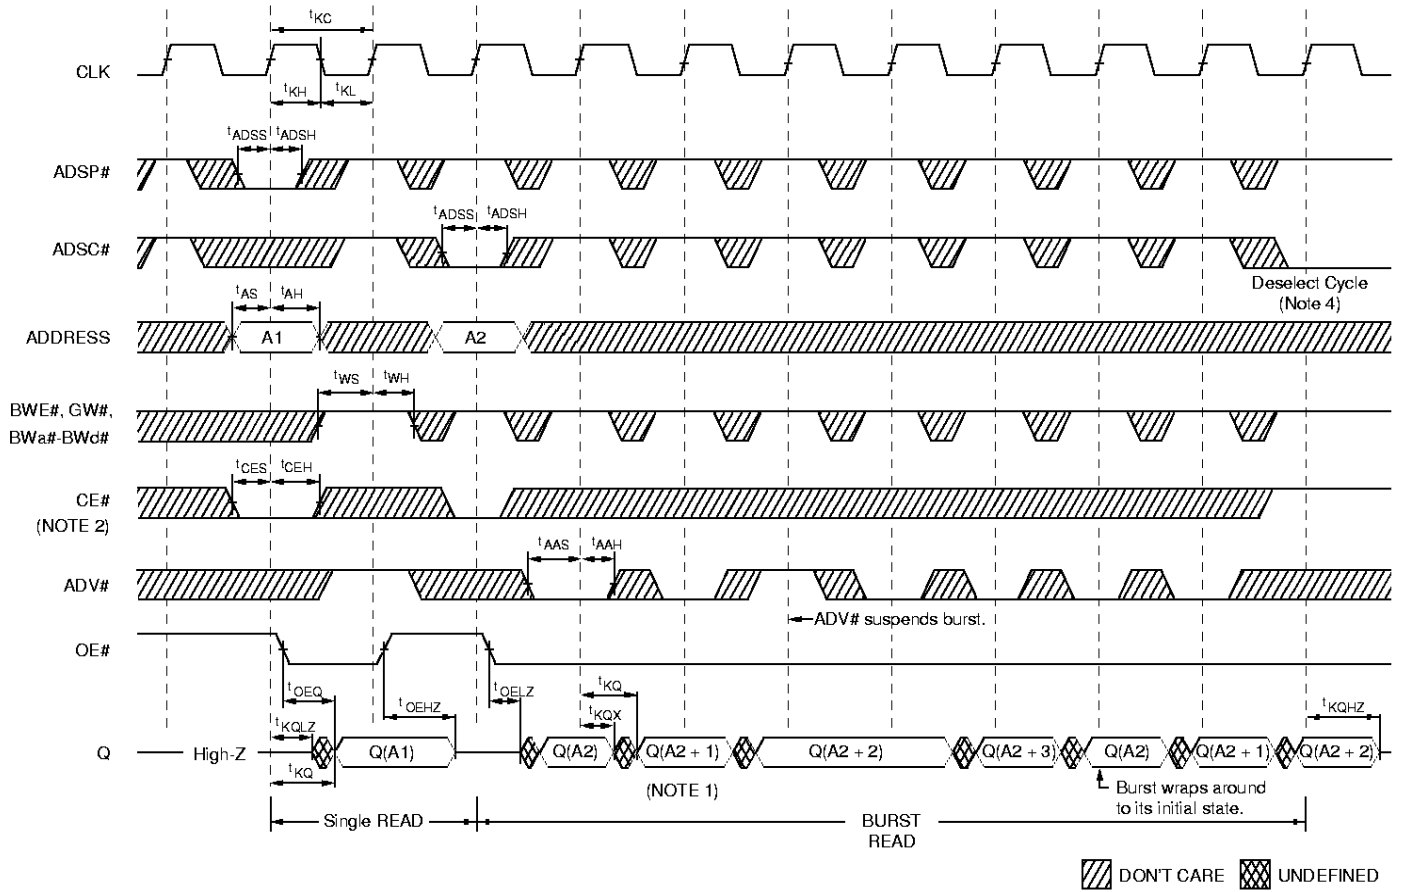 tKC
CLK
tKH tKL
tADSS tADSH
ADSP#
tADSS tADSH
ADSC#
Deselect Cycle
(Note 4)
tAS tAH
ADDRESS A1 A2
tWS tWH
BWE#, GW#,
BWa#-BWd#
tCES tCEH
CE#
(NOTE 2)
tAAS tAAH
ADV#
ADV# suspends burst.
OE#
tOEQ tOEHZ tOELZ tKQ
tKQLZ tKQX tKQHZ
Q High-Z Q(A1) Q(A2) Q(A2 + 1) Q(A2 + 2) Q(A2 + 3) Q(A2) Q(A2 + 1) Q(A2 + 2)
tKQ
(NOTE 1)
Burst wraps around
to its initial state.
Single READ BURST
READ
DON'T CARE UNDEFINED